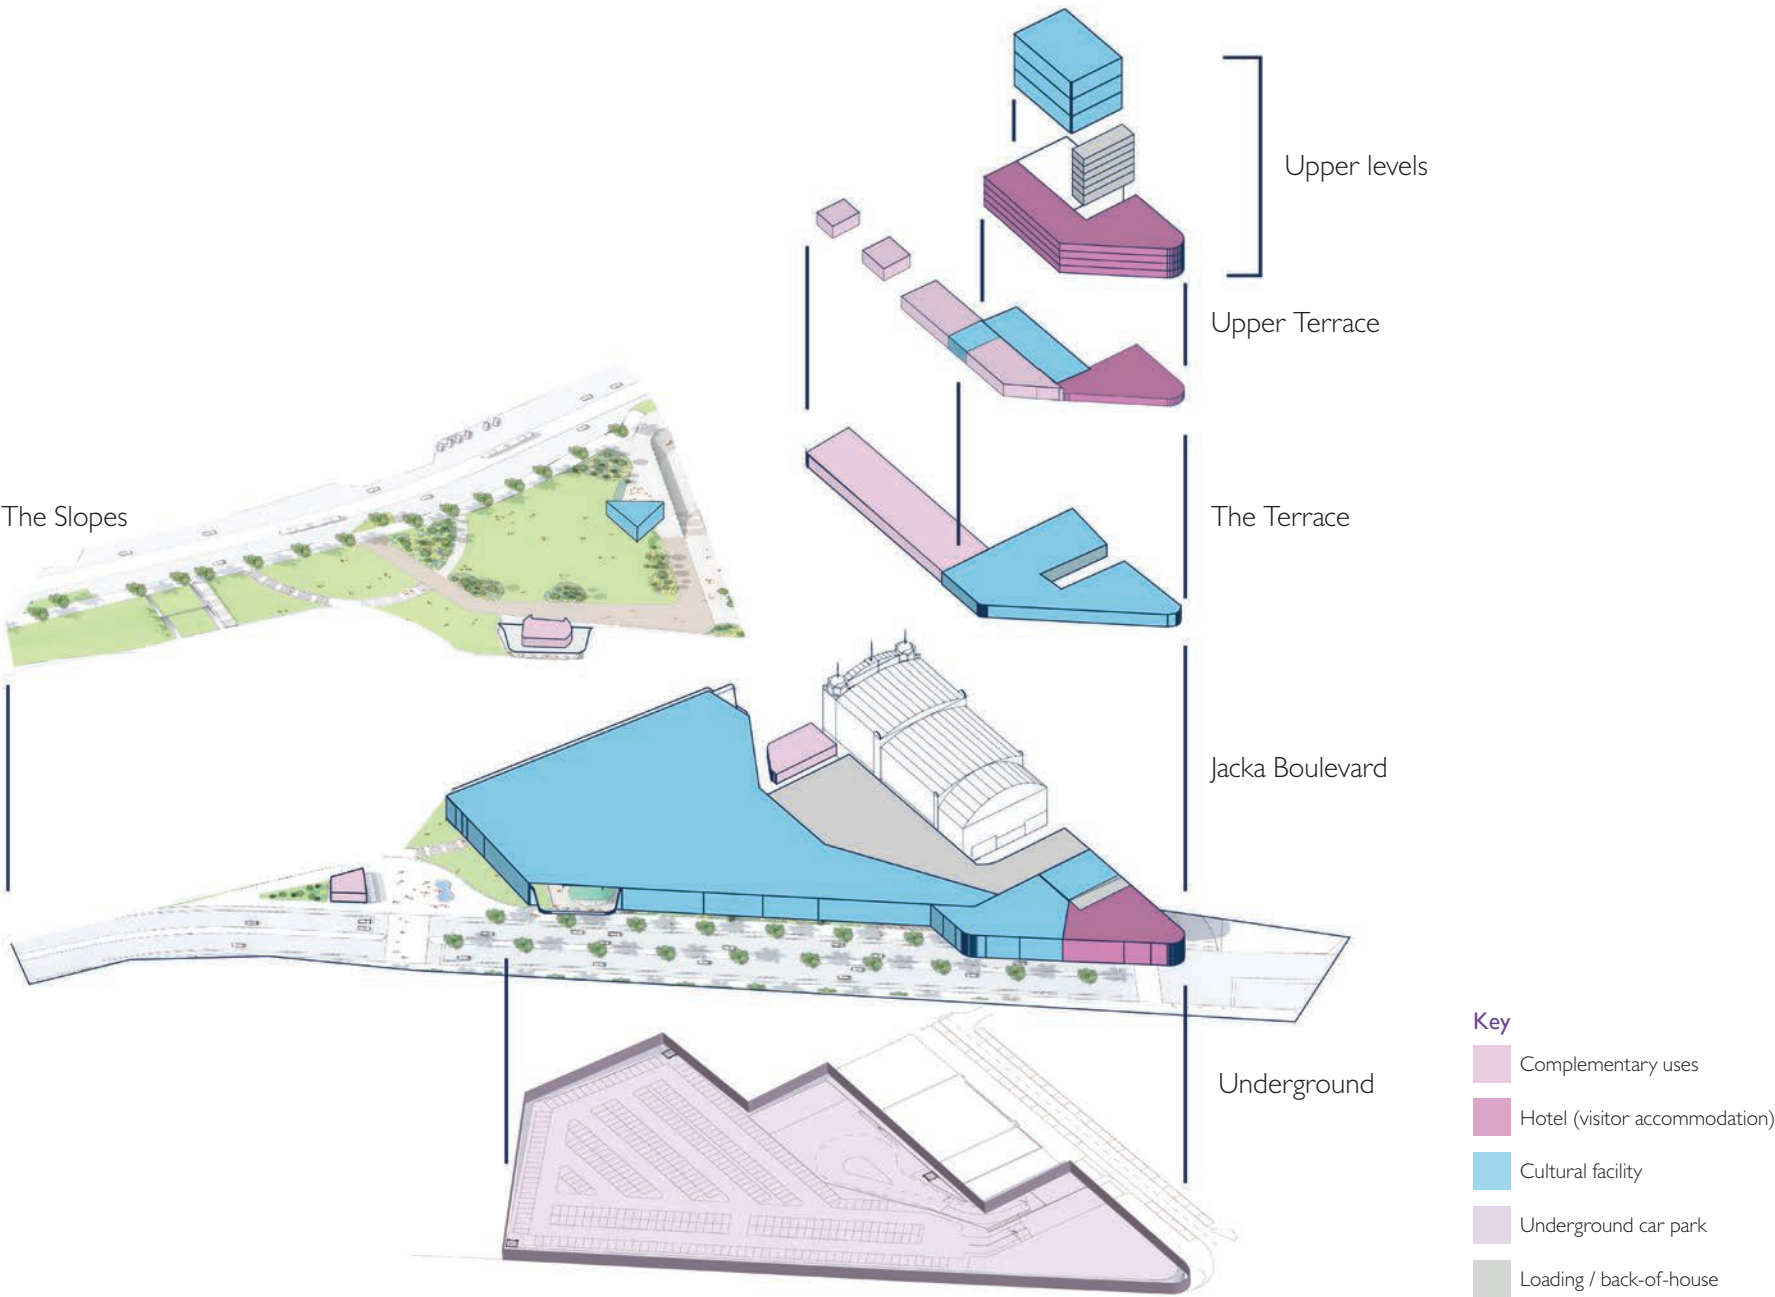 Upper levels
Upper Terrace
The Slopes
The Terrace
Jacka Boulevard
Underground
Key
Complementary uses
Hotel (visitor accommodation)
Cultural facility
Underground car park
Loading / back-of-house